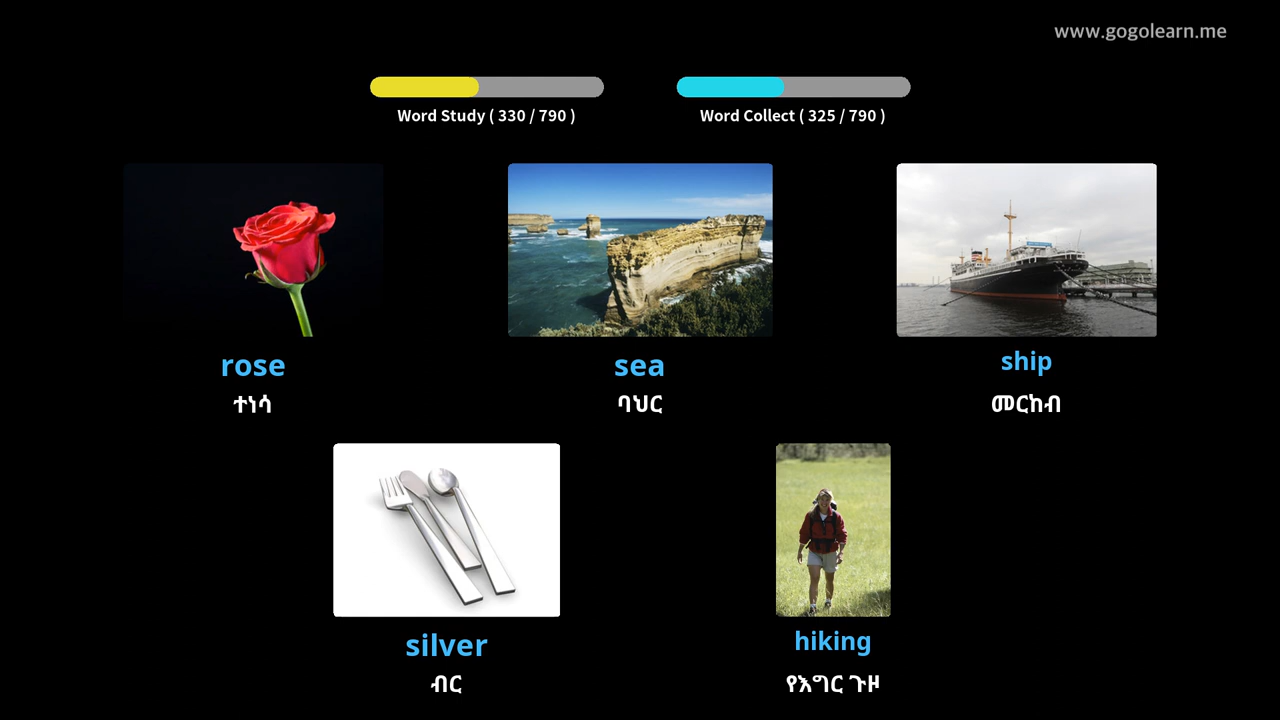 www.gogolearn.me
Word Study ( 330 / 790 )
Word Collect ( 325 / 790 )
rose
ተነሳ
sea
ባህር
ship
መርከብ
silver
ብር
hiking
የእግር ጉዞ